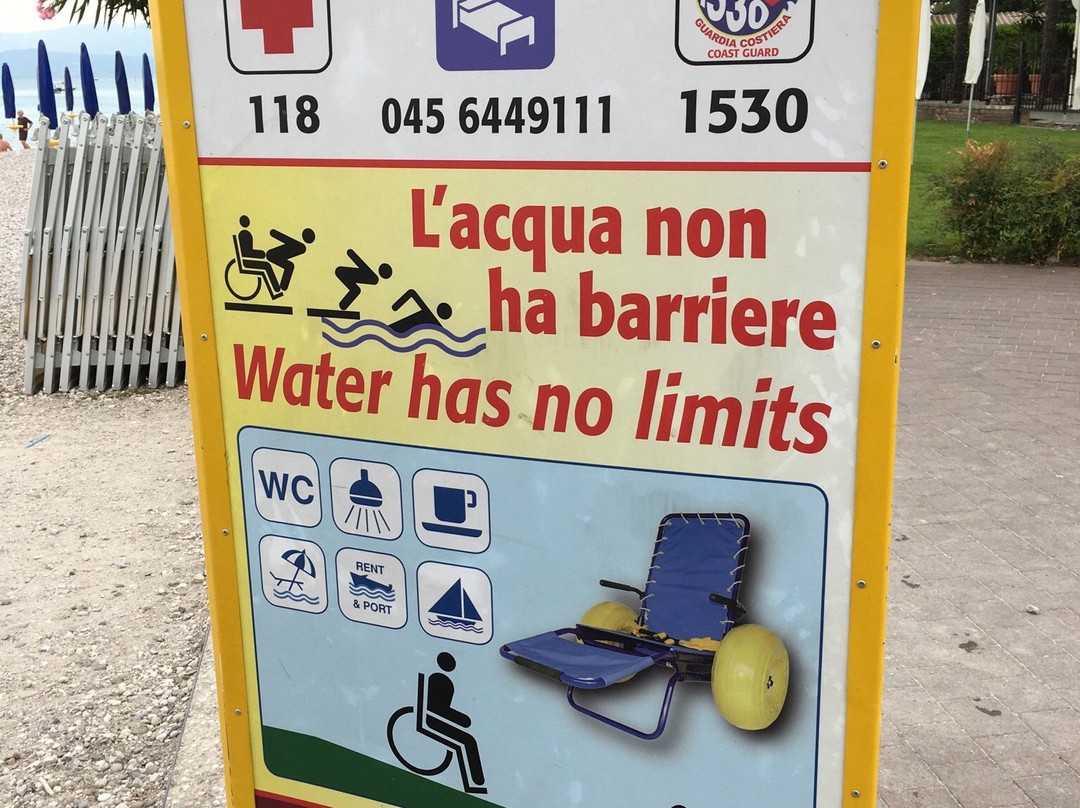 1530
GUARDIA COSTIERA
COAST GUARD
118
045 6449111
1530
L'acqua non
ha barriere
Water has no limits
WC
RENT
& PORT